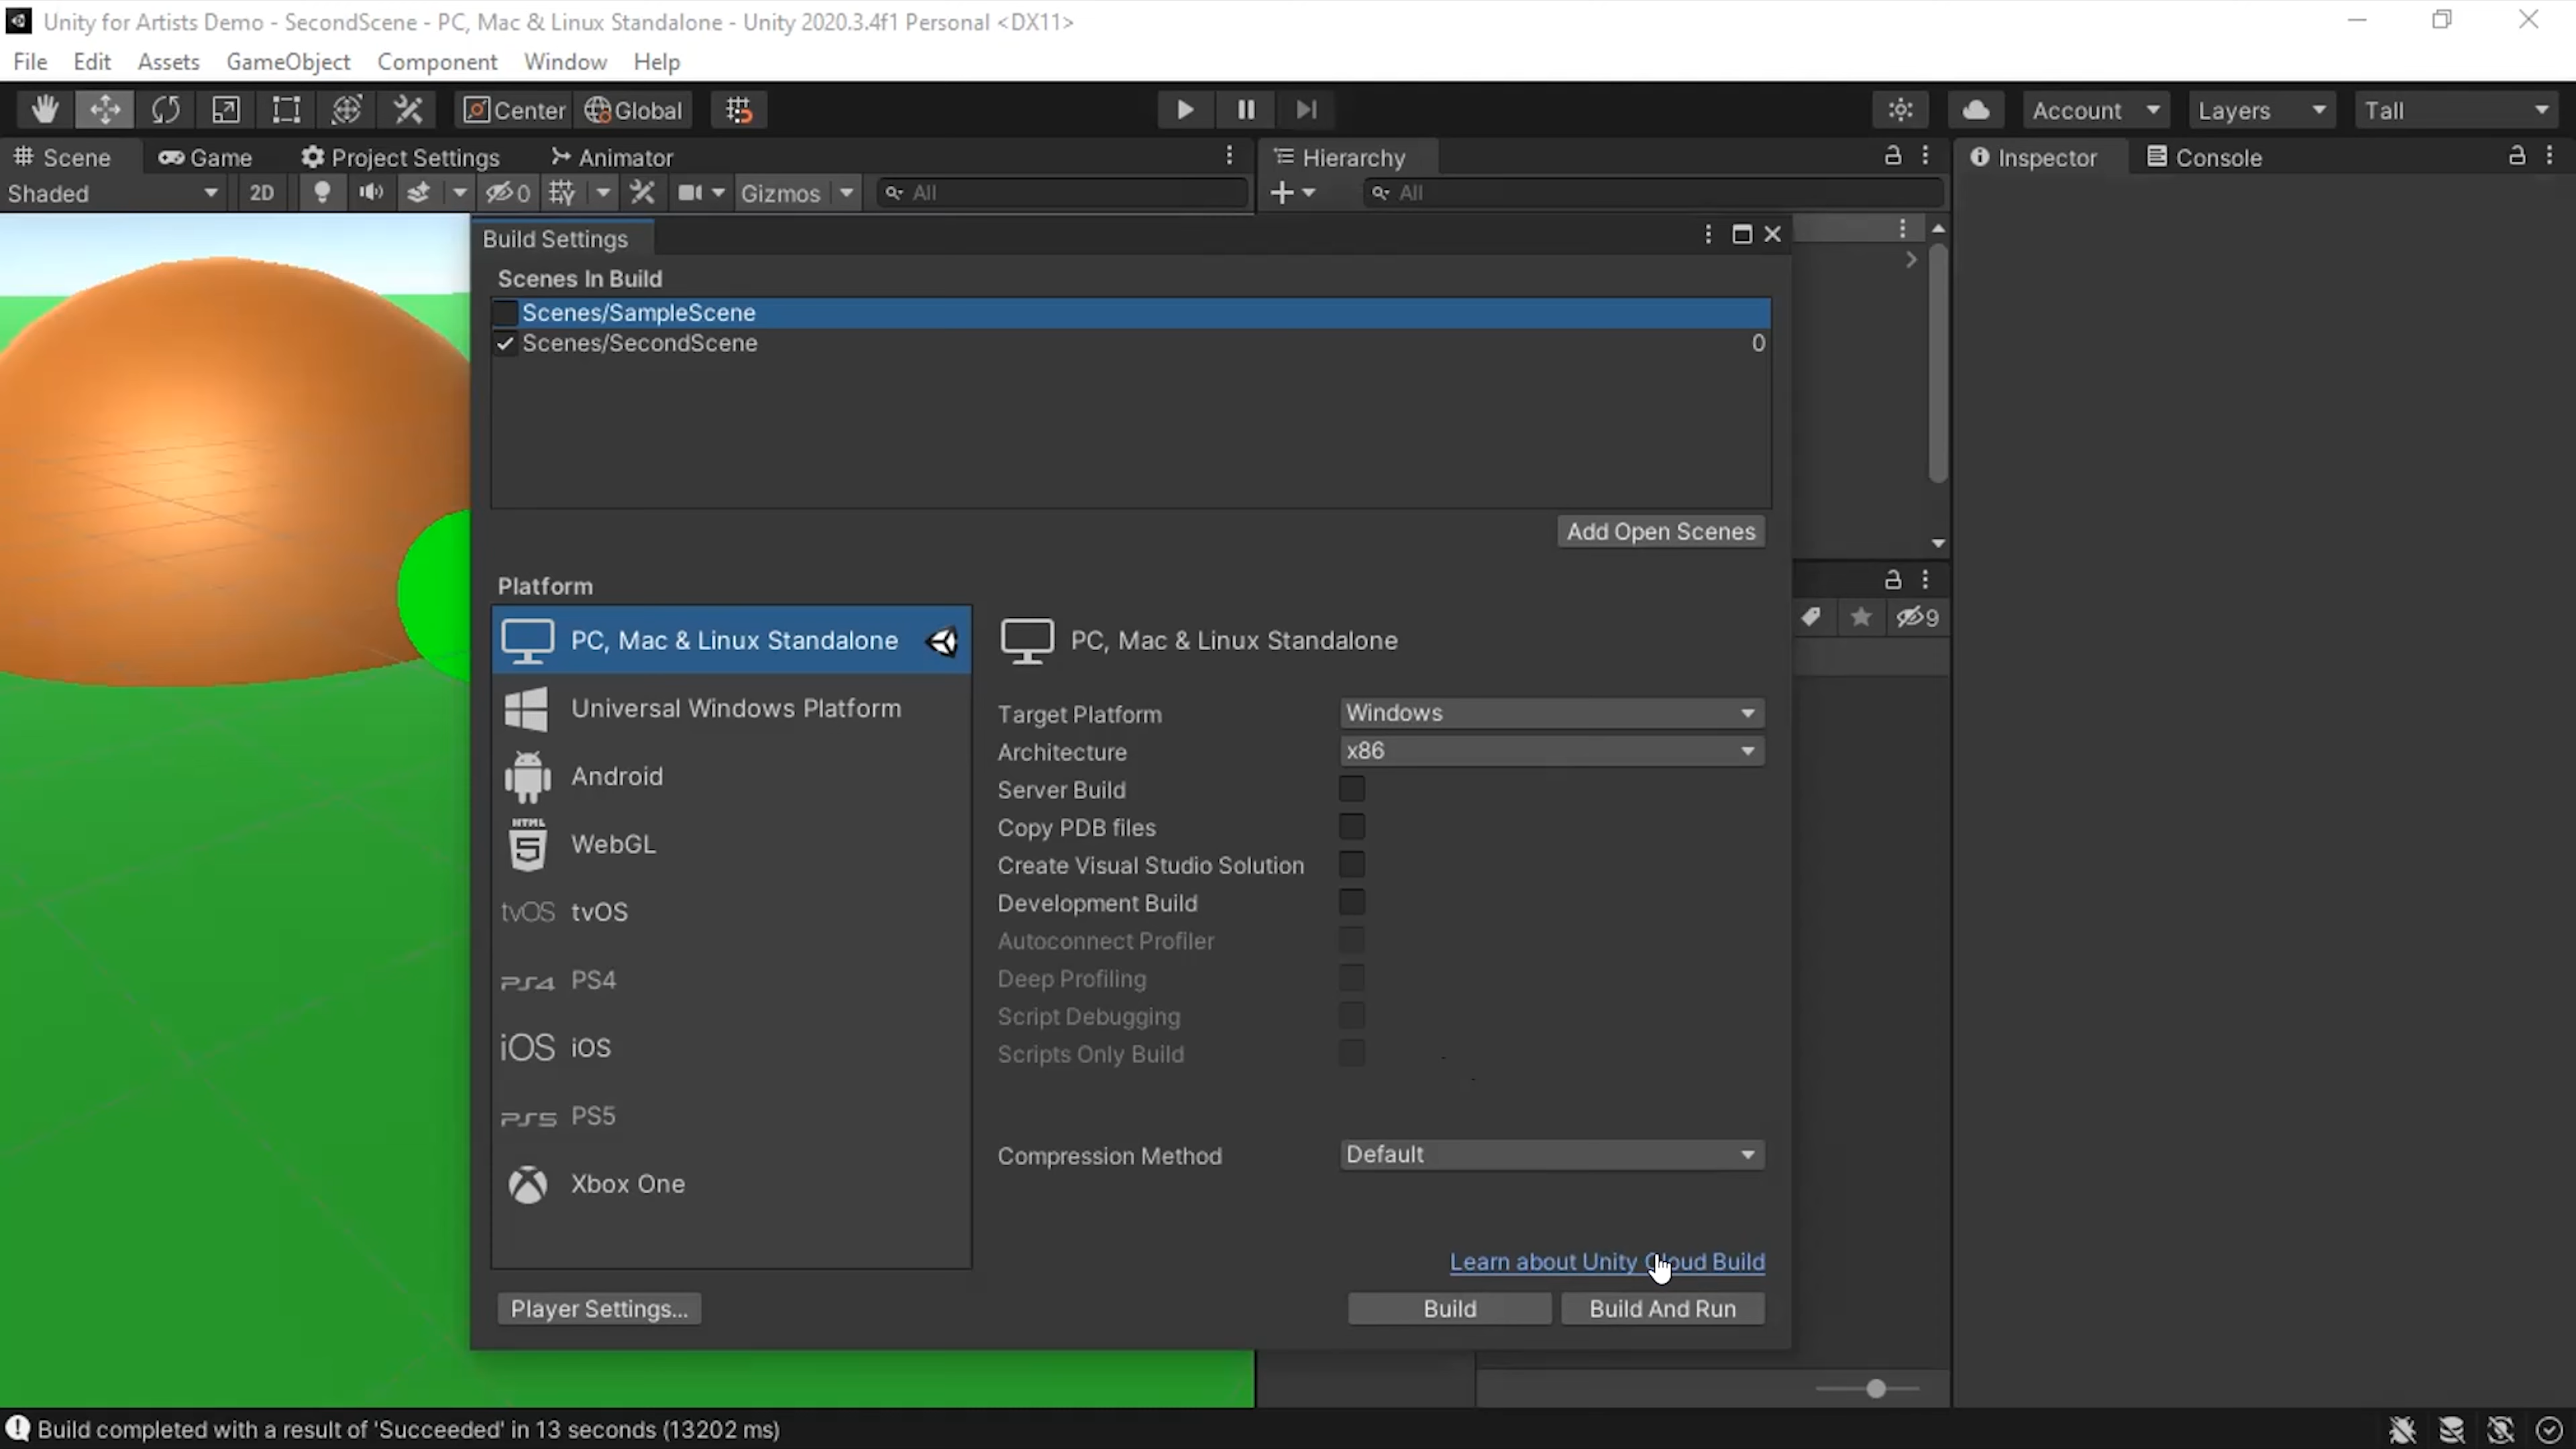 Unity for Artists Demo - SecondScene - PC, Mac & Linux Standalone - Unity 2020.3.4f1 Personal <DX11>
File Edit Assets GameObject Component Window Help
Center Global Account Layers Tall
Scene Game Project Settings Animator Hierarchy Inspector Console
Shaded 2D 0 Gizmos All All
Build Settings
Scenes In Build
Scenes/SampleScene
Scenes/SecondScene 0
Add Open Scenes
Platform
9
PC, Mac & Linux Standalone
PC, Mac & Linux Standalone
Universal Windows Platform
Target Platform Windows
Architecture x86
Android
Server Build
Copy PDB files
HTML
5 WebGL
Create Visual Studio Solution
Development Build
tvOS tvOS
Autoconnect Profiler
PS4 PS4
Deep Profiling
Script Debugging
iOS iOS
Scripts Only Build
PS5 PS5
Compression Method Default
Xbox One
Learn about Unity Cloud Build
Player Settings... Build Build And Run
Build completed with a result of 'Succeeded' in 13 seconds (13202 ms)